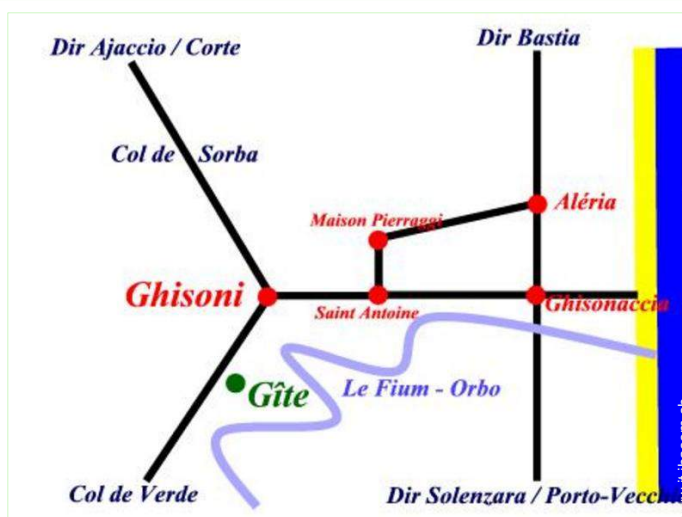 Dir Bastia
Dir Ajaccio / Corte
Col de Sorba
Aléria
Maison Pierraggi
Ghisoni
Saint Antoine
Ghisonaccia
Le Fium - Orbo
Gîte
Col de Verde
Dir Solenzara / Porto-Vecchi